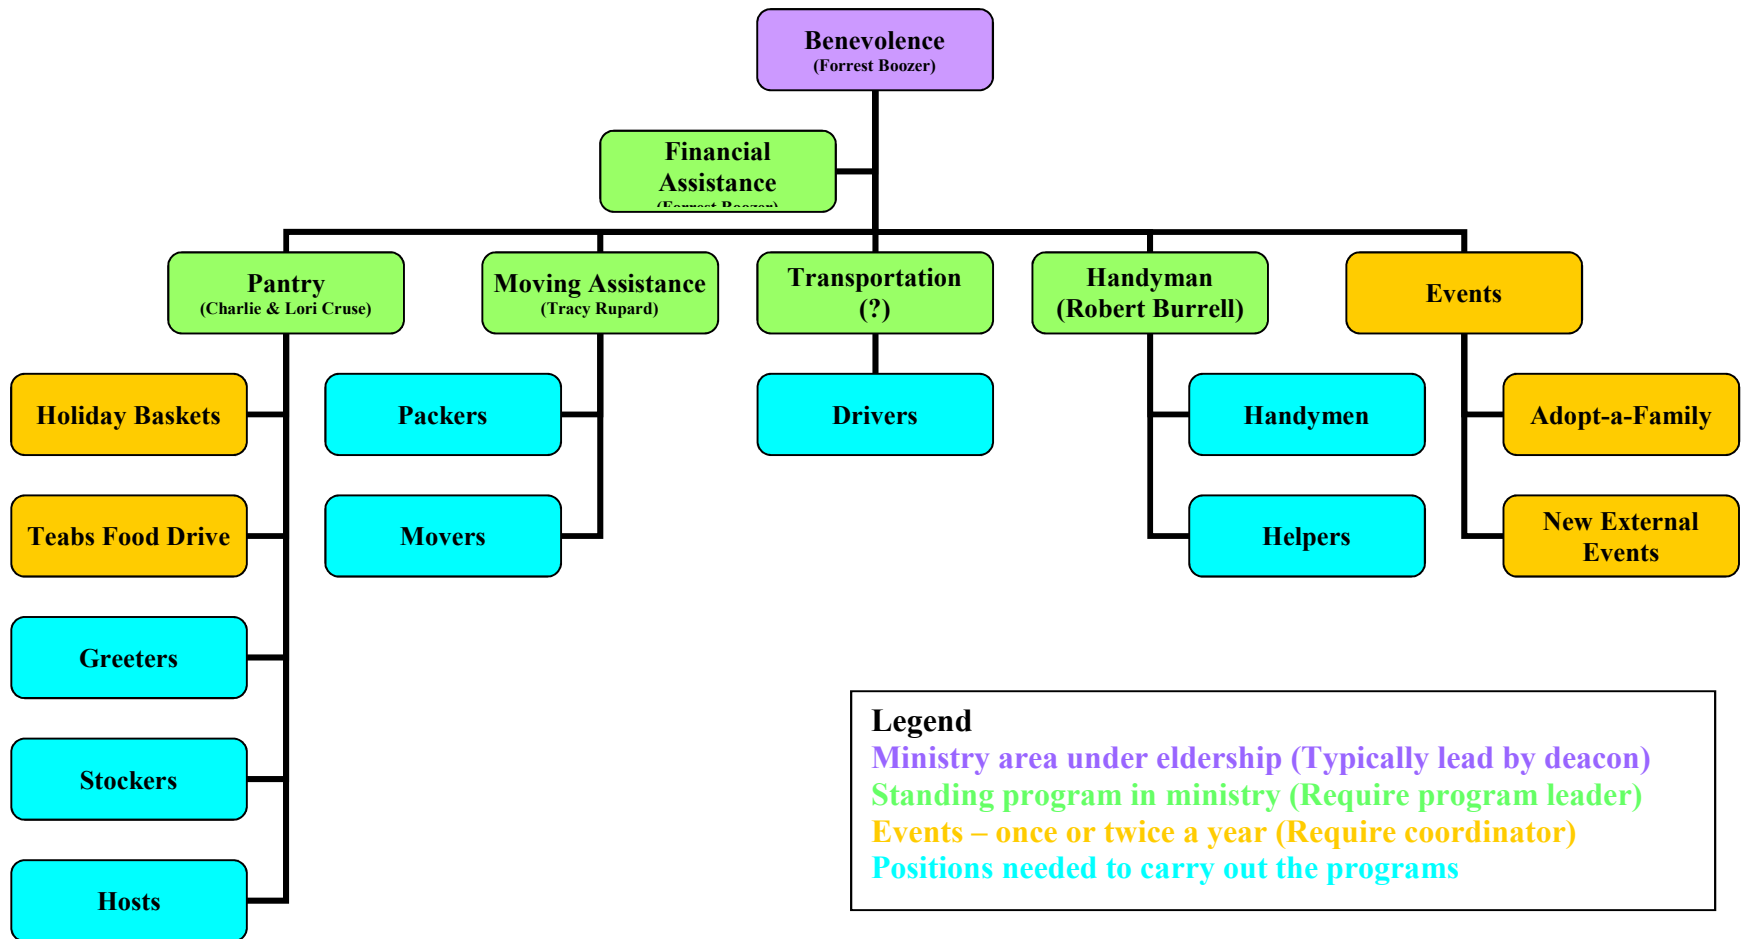 Benevolence
(Forrest Boozer)
Financial
Assistance
(Forrest Boozer)
Pantry
(Charlie & Lori Cruse)
Moving Assistance
(Tracy Rupard)
Transportation
(?)
Handyman
(Robert Burrell)
Events
Holiday Baskets
Packers
Drivers
Handymen
Adopt-a-Family
Teabs Food Drive
Movers
Helpers
New External
Events
Greeters
Stockers
Hosts
Legend
Ministry area under eldership (Typically lead by deacon)
Standing program in ministry (Require program leader)
Events – once or twice a year (Require coordinator)
Positions needed to carry out the programs